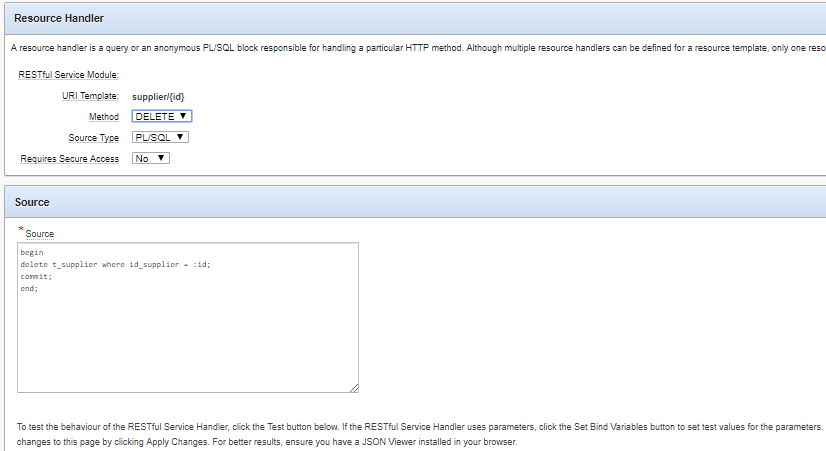 Resource Handler
A resource handler is a query or an anonymous PL/SQL block responsible for handling a particular HTTP method. Although multiple resource handlers can be defined for a resource template, only one reso
RESTful Service Module:
URI Template: supplier/{id}
Method DELETE
Source Type PL/SQL
Requires Secure Access No
Source
* Source
begin
delete t_supplier where id_supplier = :id;
commit;
end;
To test the behaviour of the RESTful Service Handler, click the Test button below. If the RESTful Service Handler uses parameters, click the Set Bind Variables button to set test values for the parameters.
changes to this page by clicking Apply Changes. For better results, ensure you have a JSON Viewer installed in your browser.